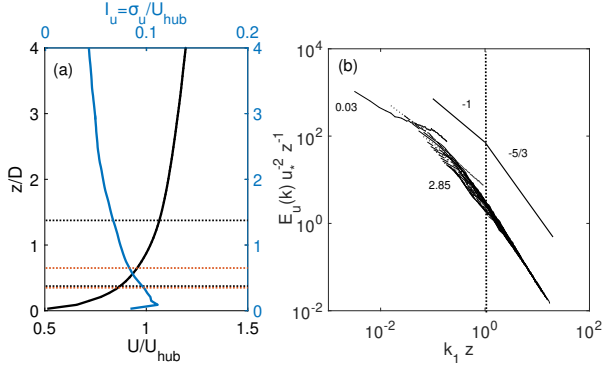 I_u=σ_u/U_hub
0 0.1 0.2
(a)
4 4
3 3
z/D
2 2
1 1
0 0
0.5 1 1.5
U/U_hub
(b)
10^4
0.03
-1
10^2
-5/3
E_u(k) u_*^-2 z^-1
2.85
10^0
10^-2
10^-2 10^0 10^2
k_1 z